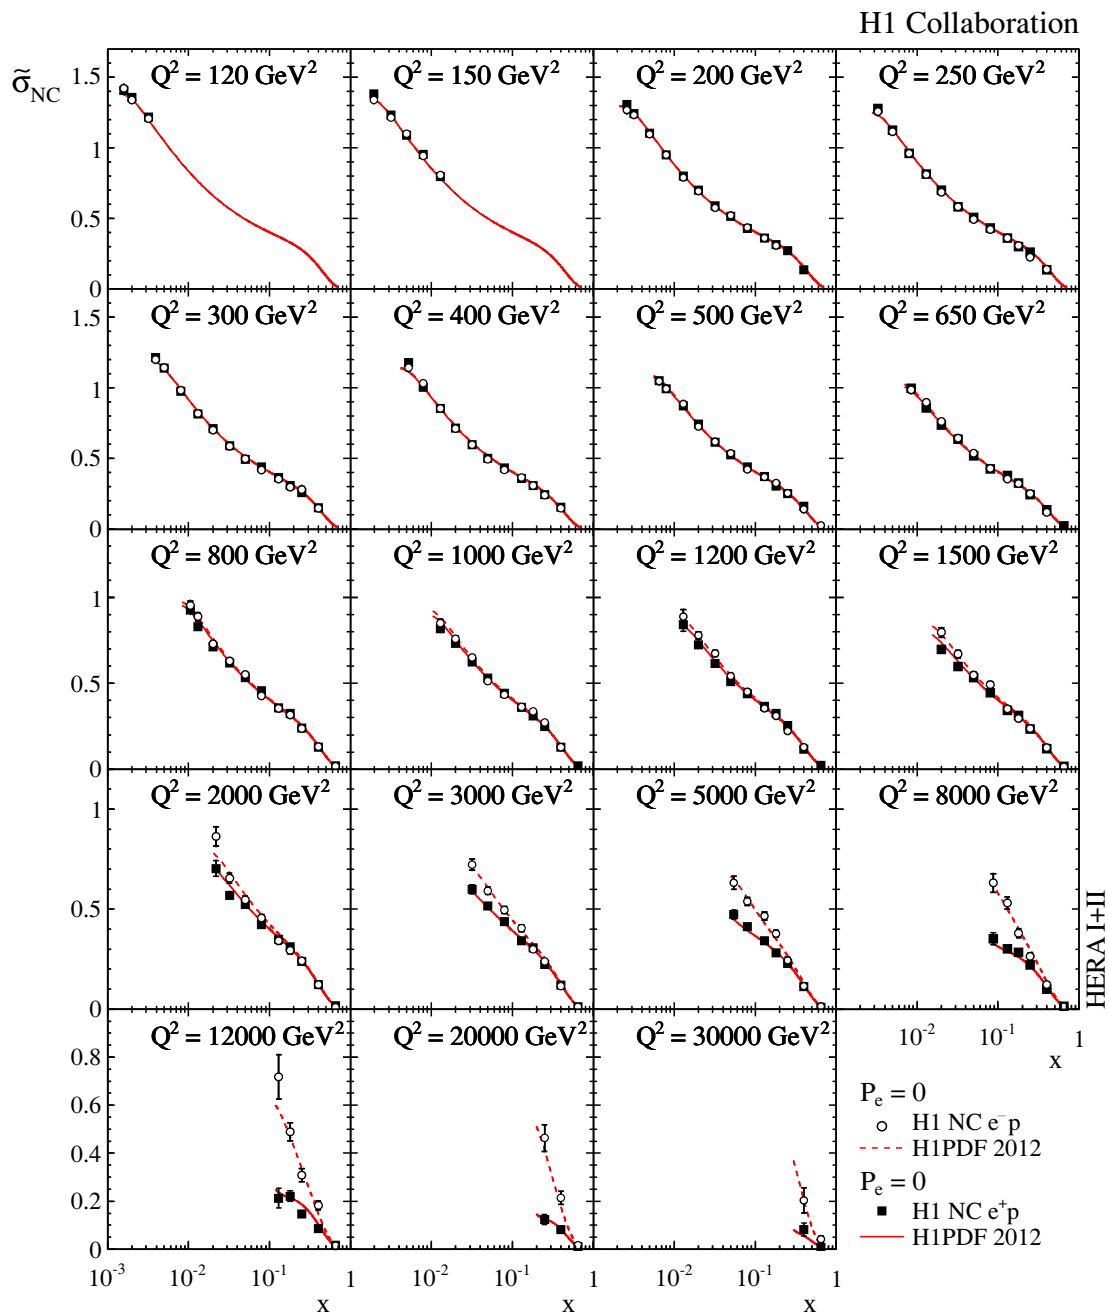 H1 Collaboration
σ̃NC
Q² = 120 GeV²
Q² = 150 GeV²
Q² = 200 GeV²
Q² = 250 GeV²
1.5
1
0.5
0
Q² = 300 GeV²
Q² = 400 GeV²
Q² = 500 GeV²
Q² = 650 GeV²
1.5
1
0.5
0
Q² = 800 GeV²
Q² = 1000 GeV²
Q² = 1200 GeV²
Q² = 1500 GeV²
1
0.5
0
Q² = 2000 GeV²
Q² = 3000 GeV²
Q² = 5000 GeV²
Q² = 8000 GeV²
1
0.5
0
HERA I+II
10⁻² 10⁻¹ 1
x
Q² = 12000 GeV²
Q² = 20000 GeV²
Q² = 30000 GeV²
0.8
0.6
0.4
0.2
0
10⁻³ 10⁻² 10⁻¹ 1 10⁻² 10⁻¹ 1 10⁻² 10⁻¹ 1
x x x
Pe = 0
H1 NC e⁻p
H1PDF 2012
Pe = 0
H1 NC e⁺p
H1PDF 2012